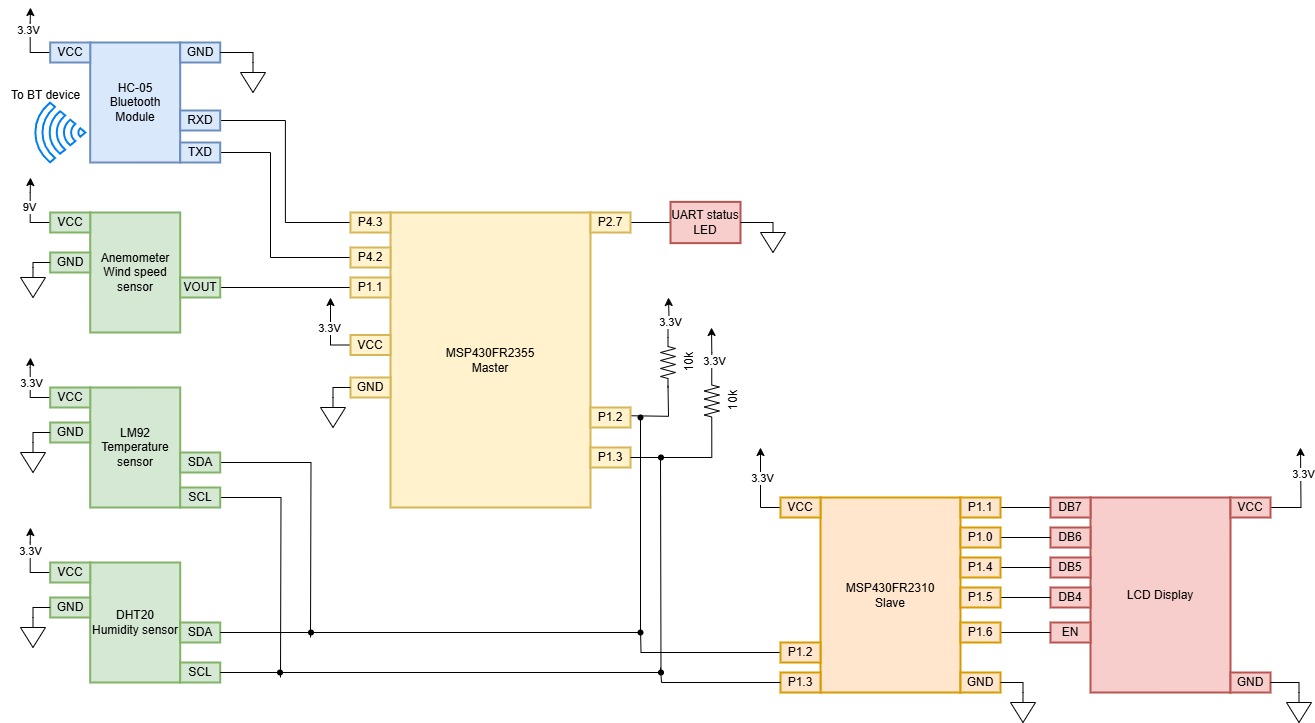 3.3V
VCC
GND
HC-05
Bluetooth
Module
To BT device
RXD
TXD
9V
VCC
GND
Anemometer
Wind speed
sensor
VOUT
P4.3
P4.2
P1.1
3.3V
VCC
GND
MSP430FR2355
Master
P2.7
UART status
LED
3.3V
10k
3.3V
10k
P1.2
P1.3
3.3V
VCC
GND
LM92
Temperature
sensor
SDA
SCL
3.3V
VCC
GND
DHT20
Humidity sensor
SDA
SCL
3.3V
VCC
MSP430FR2310
Slave
P1.2
P1.3
P1.1
P1.0
P1.4
P1.5
P1.6
GND
DB7
DB6
DB5
DB4
EN
LCD Display
3.3V
VCC
GND